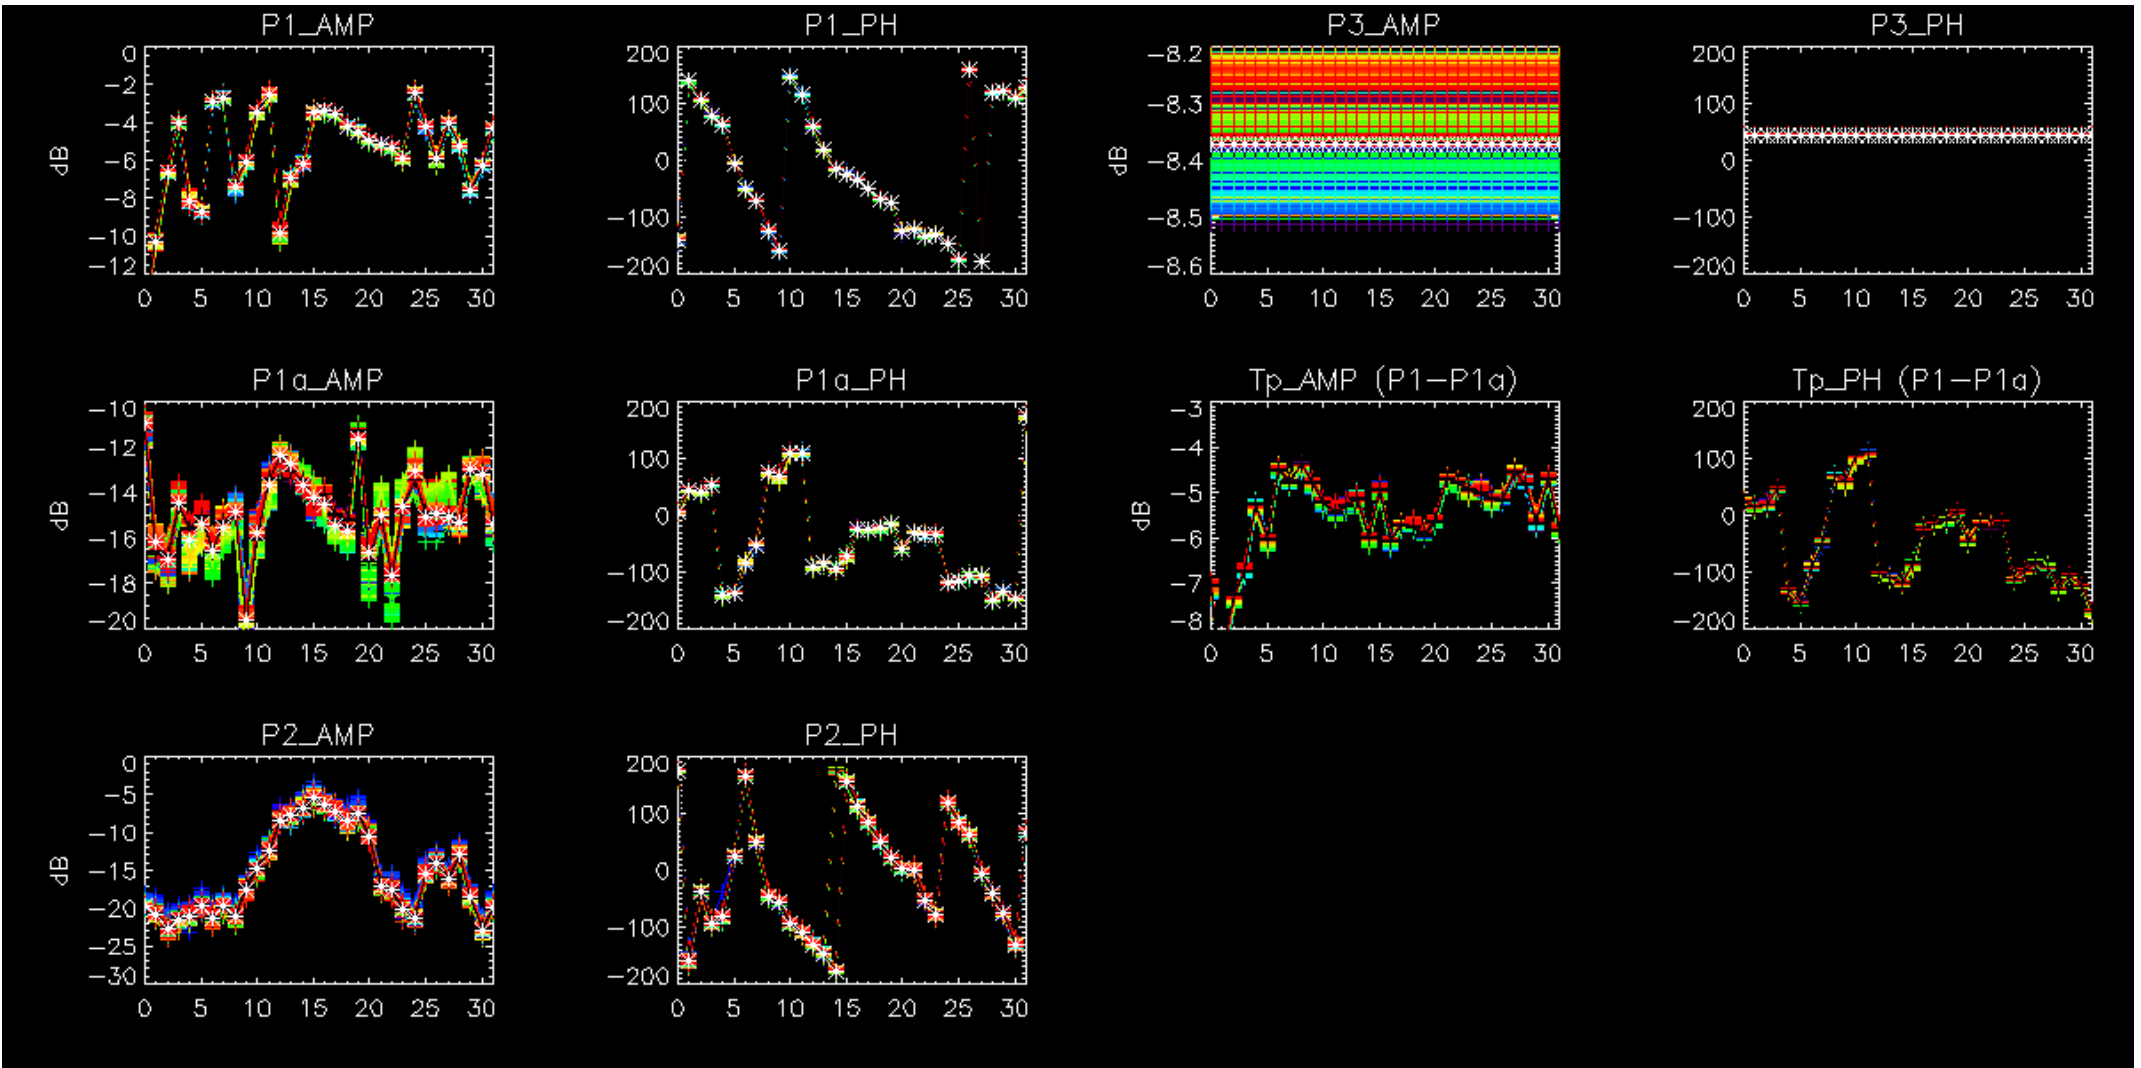 P1_AMP
dB
0
−2
−4
−6
−8
−10
−12
0 5 10 15 20 25 30
P1_PH
200
100
0
−100
−200
0 5 10 15 20 25 30
P3_AMP
dB
−8.2
−8.3
−8.4
−8.5
−8.6
0 5 10 15 20 25 30
P3_PH
200
100
0
−100
−200
0 5 10 15 20 25 30
P1a_AMP
dB
−10
−12
−14
−16
−18
−20
0 5 10 15 20 25 30
P1a_PH
200
100
0
−100
−200
0 5 10 15 20 25 30
Tp_AMP (P1−P1a)
dB
−3
−4
−5
−6
−7
−8
0 5 10 15 20 25 30
Tp_PH (P1−P1a)
200
100
0
−100
−200
0 5 10 15 20 25 30
P2_AMP
dB
0
−5
−10
−15
−20
−25
−30
0 5 10 15 20 25 30
P2_PH
200
100
0
−100
−200
0 5 10 15 20 25 30